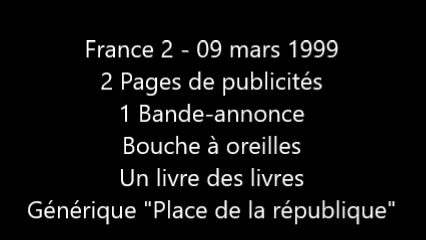 France 2 - 09 mars 1999
2 Pages de publicités
1 Bande-annonce
Bouche à oreilles
Un livre des livres
Générique "Place de la république"